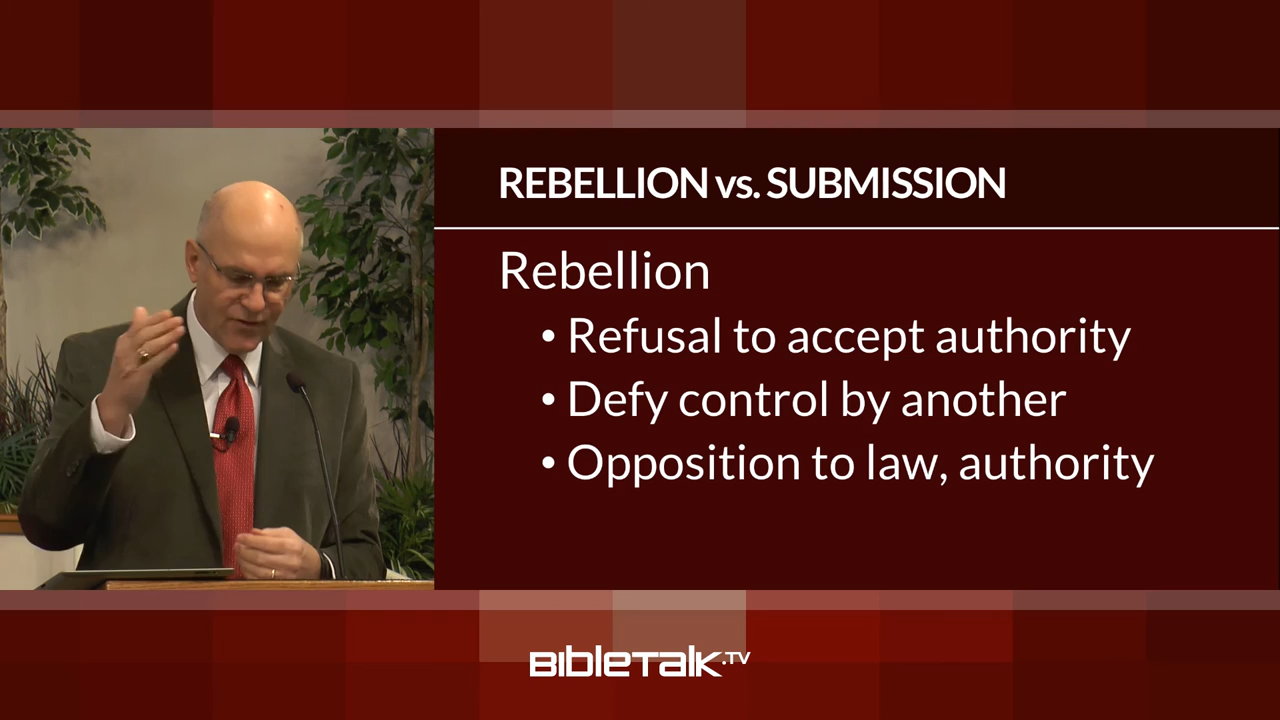 REBELLION vs. SUBMISSION
Rebellion
• Refusal to accept authority
• Defy control by another
• Opposition to law, authority
BIBLETALK.TV